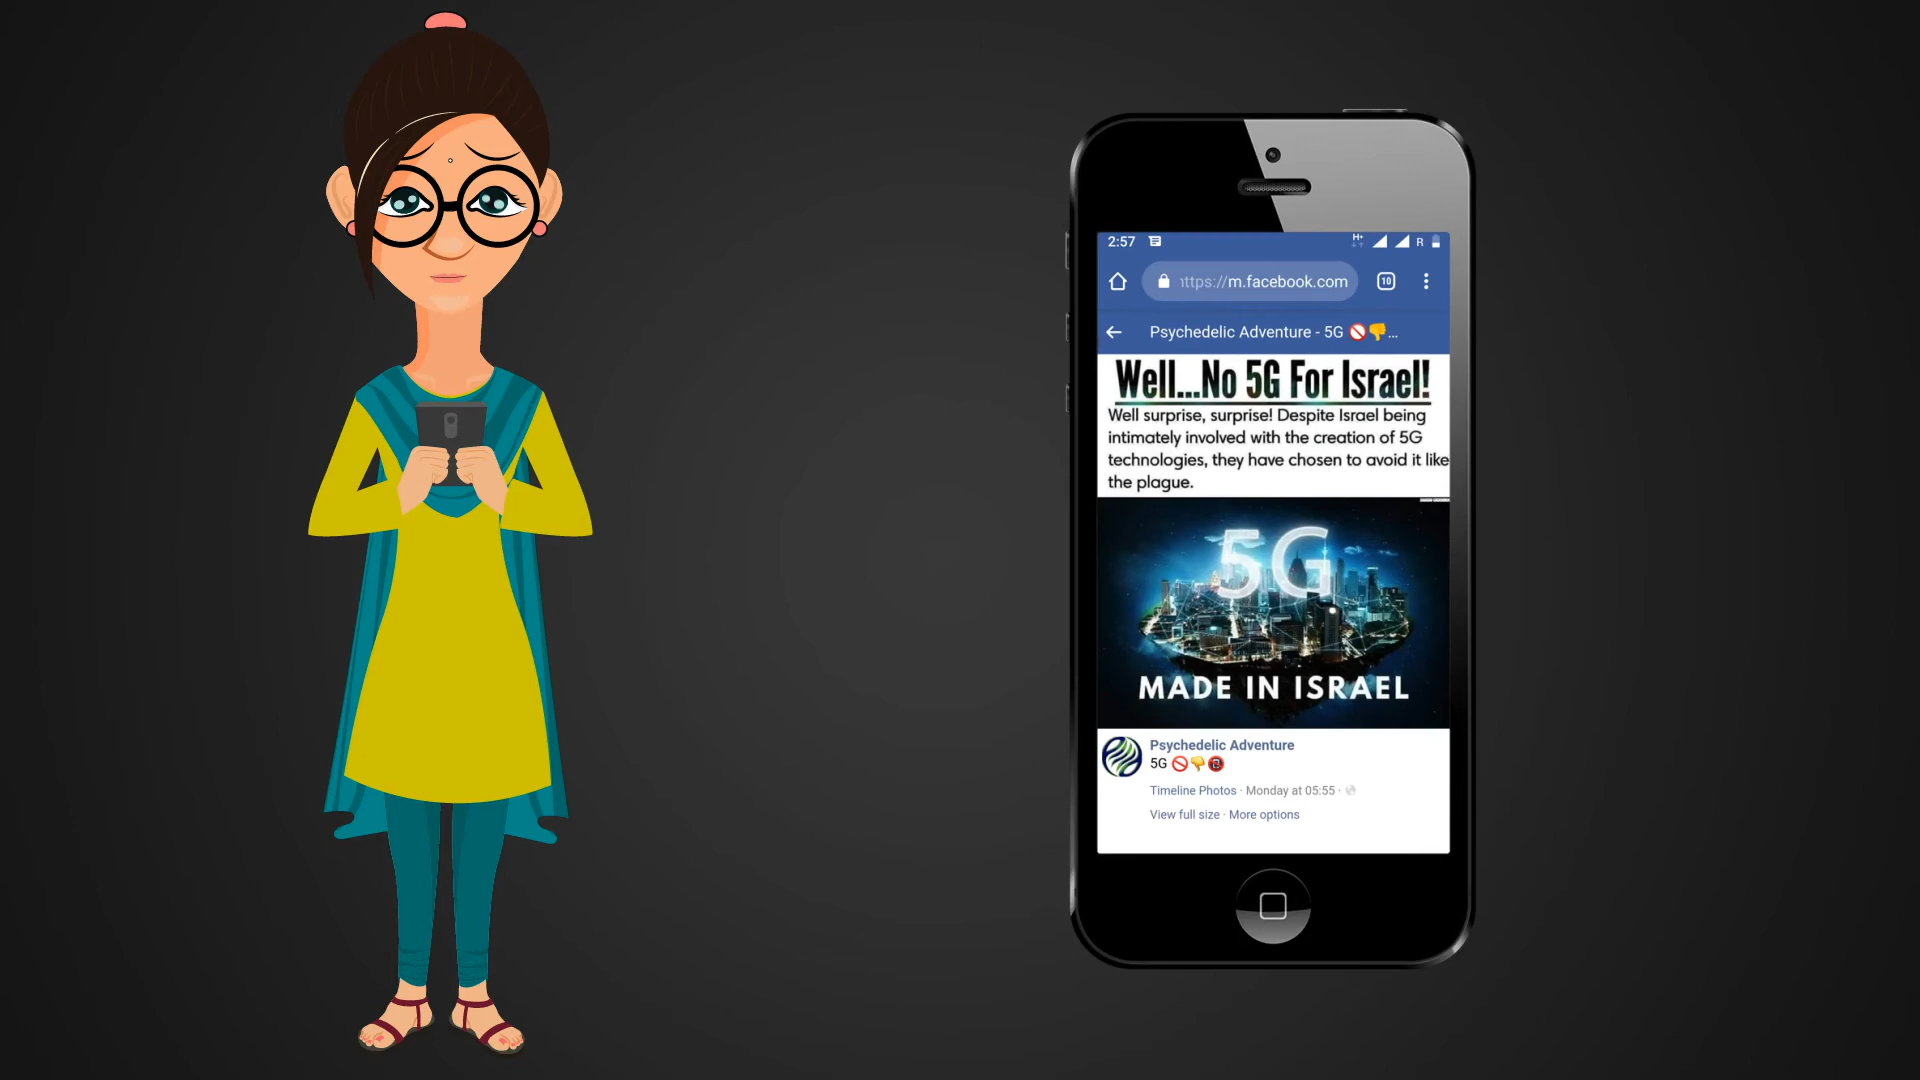 2:57 H+ R
ttps://m.facebook.com 10
Psychedelic Adventure - 5G 🚫👎...
Well...No 5G For Israel!
Well surprise, surprise! Despite Israel being
intimately involved with the creation of 5G
technologies, they have chosen to avoid it like
the plague.
5G
MADE IN ISRAEL
Psychedelic Adventure
5G 🚫👎📵
Timeline Photos · Monday at 05:55 ·
View full size · More options